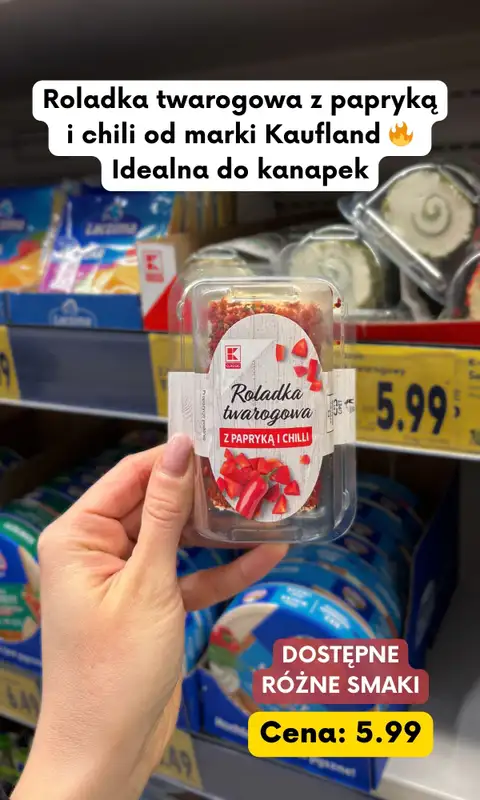 Roladka twarogowa z papryką
i chili od marki Kaufland 🔥
Idealna do kanapek
Łaciata
K
5.99
K
Roladka
twarogowa
Z PAPRYKĄ I CHILLI
DOSTĘPNE
RÓŻNE SMAKI
Cena: 5.99